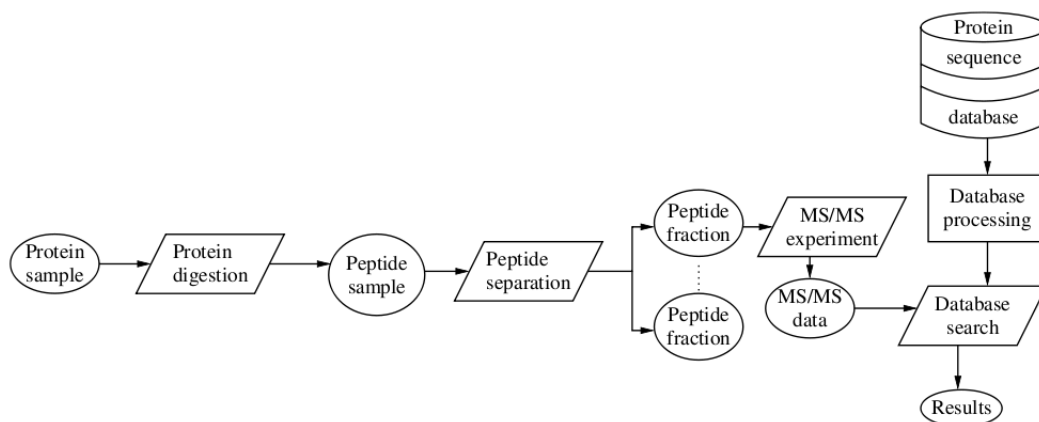 Protein
sequence
database
Database
processing
Protein
sample
Protein
digestion
Peptide
sample
Peptide
separation
Peptide
fraction
Peptide
fraction
MS/MS
experiment
MS/MS
data
Database
search
Results